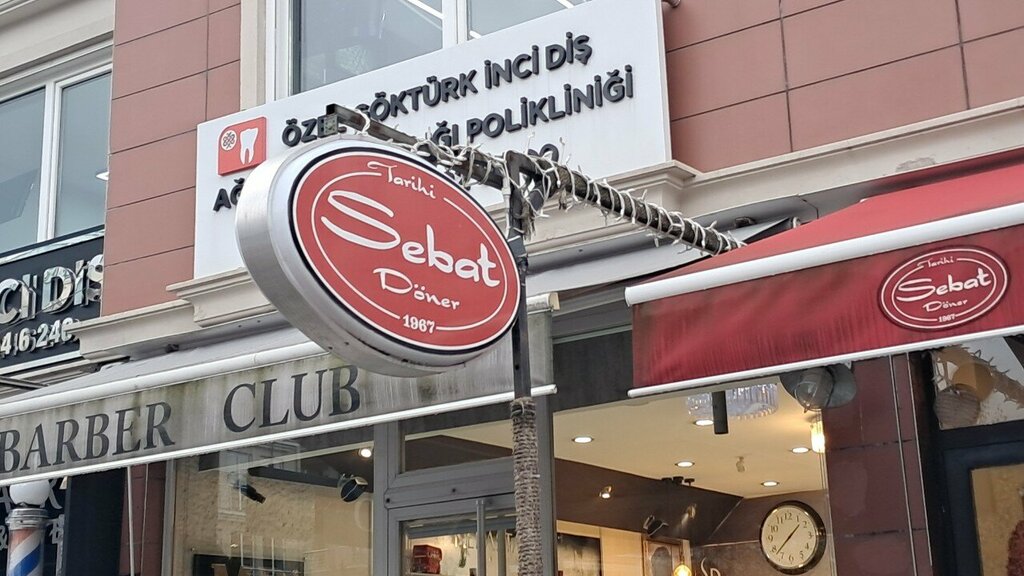 ÖZEL GÖKTÜRK İNCİ DİŞ
POLİKLİNİĞİ
Tarihi
Sebat
Döner
1967
Tarihi
Sebat
Döner
1967
BARBER CLUB